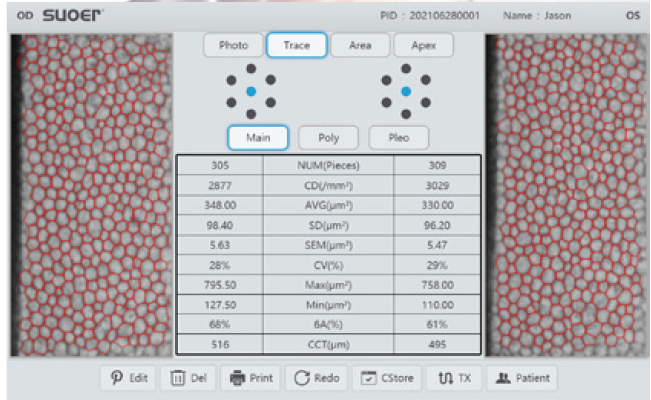 OD SUOER® PID : 202106280001 Name : Jason OS
Photo Trace Area Apex
Main Poly Pleo
305 NUM(Pieces) 309
2877 CD(/mm²) 3029
348.00 AVG(μm²) 330.00
98.40 SD(μm²) 96.20
5.63 SEM(μm²) 5.47
28% CV(%) 29%
795.50 Max(μm²) 758.00
127.50 Min(μm²) 110.00
68% 6A(%) 61%
516 CCT(μm) 495
Edit Del Print Redo CStore TX Patient